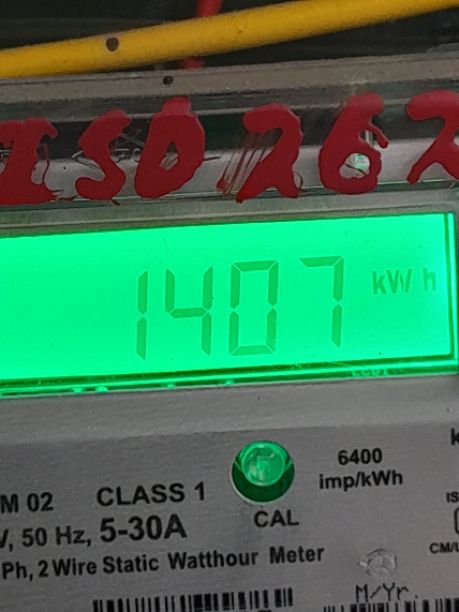 SD262
1407 kWh
6400
imp/kWh
M 02 CLASS 1
CAL
, 50 Hz, 5-30A
Ph, 2 Wire Static Watthour Meter
M/Yr.